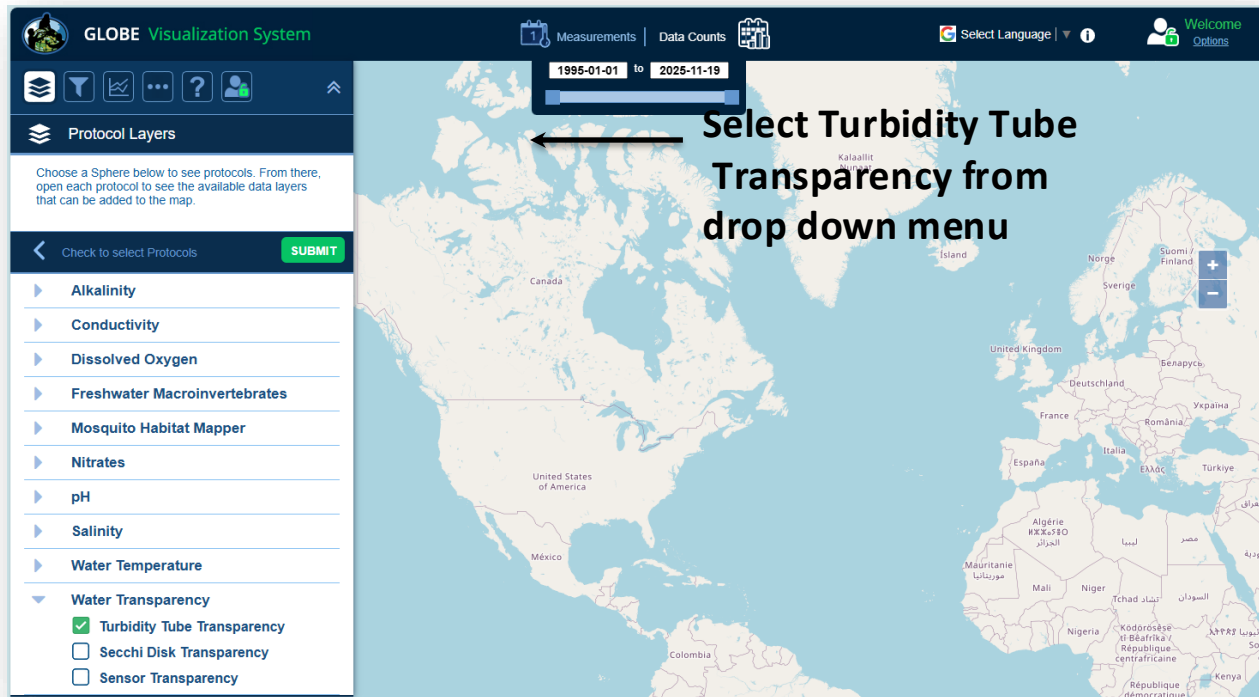 GLOBE Visualization System
1 Measurements | Data Counts
G Select Language | ▼ i
Welcome
Options
1995-01-01 to 2025-11-19
?
Protocol Layers
Choose a Sphere below to see protocols. From there,
open each protocol to see the available data layers
that can be added to the map.
Check to select Protocols
SUBMIT
Alkalinity
Conductivity
Dissolved Oxygen
Freshwater Macroinvertebrates
Mosquito Habitat Mapper
Nitrates
pH
Salinity
Water Temperature
Water Transparency
Turbidity Tube Transparency
Secchi Disk Transparency
Sensor Transparency
Select Turbidity Tube
Transparency from
drop down menu
Kalaallit
Nunaat
Ísland
Norge
Suomi /
Finland
Sverige
+
−
Canada
United Kingdom
Беларусь
Deutschland
Україна
France
România
Italia
España
Ελλάς
Türkiye
United States
of America
Algérie
الجزائر
ليبيا
مصر
México
Mauritanie
موريتانيا
Mali
Niger
Tchad تشاد
السودان
Nigeria
Ködörösêse
tî Bêafrîka /
République
centrafricaine
Colombia
Kenya
République
démocratique